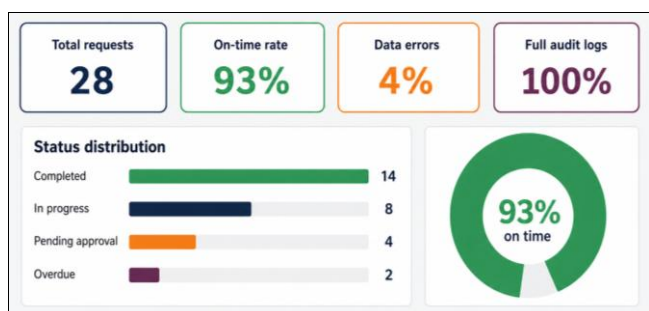 Total requests
28
On-time rate
93%
Data errors
4%
Full audit logs
100%
Status distribution
Completed 14
In progress 8
Pending approval 4
Overdue 2
93%
on time